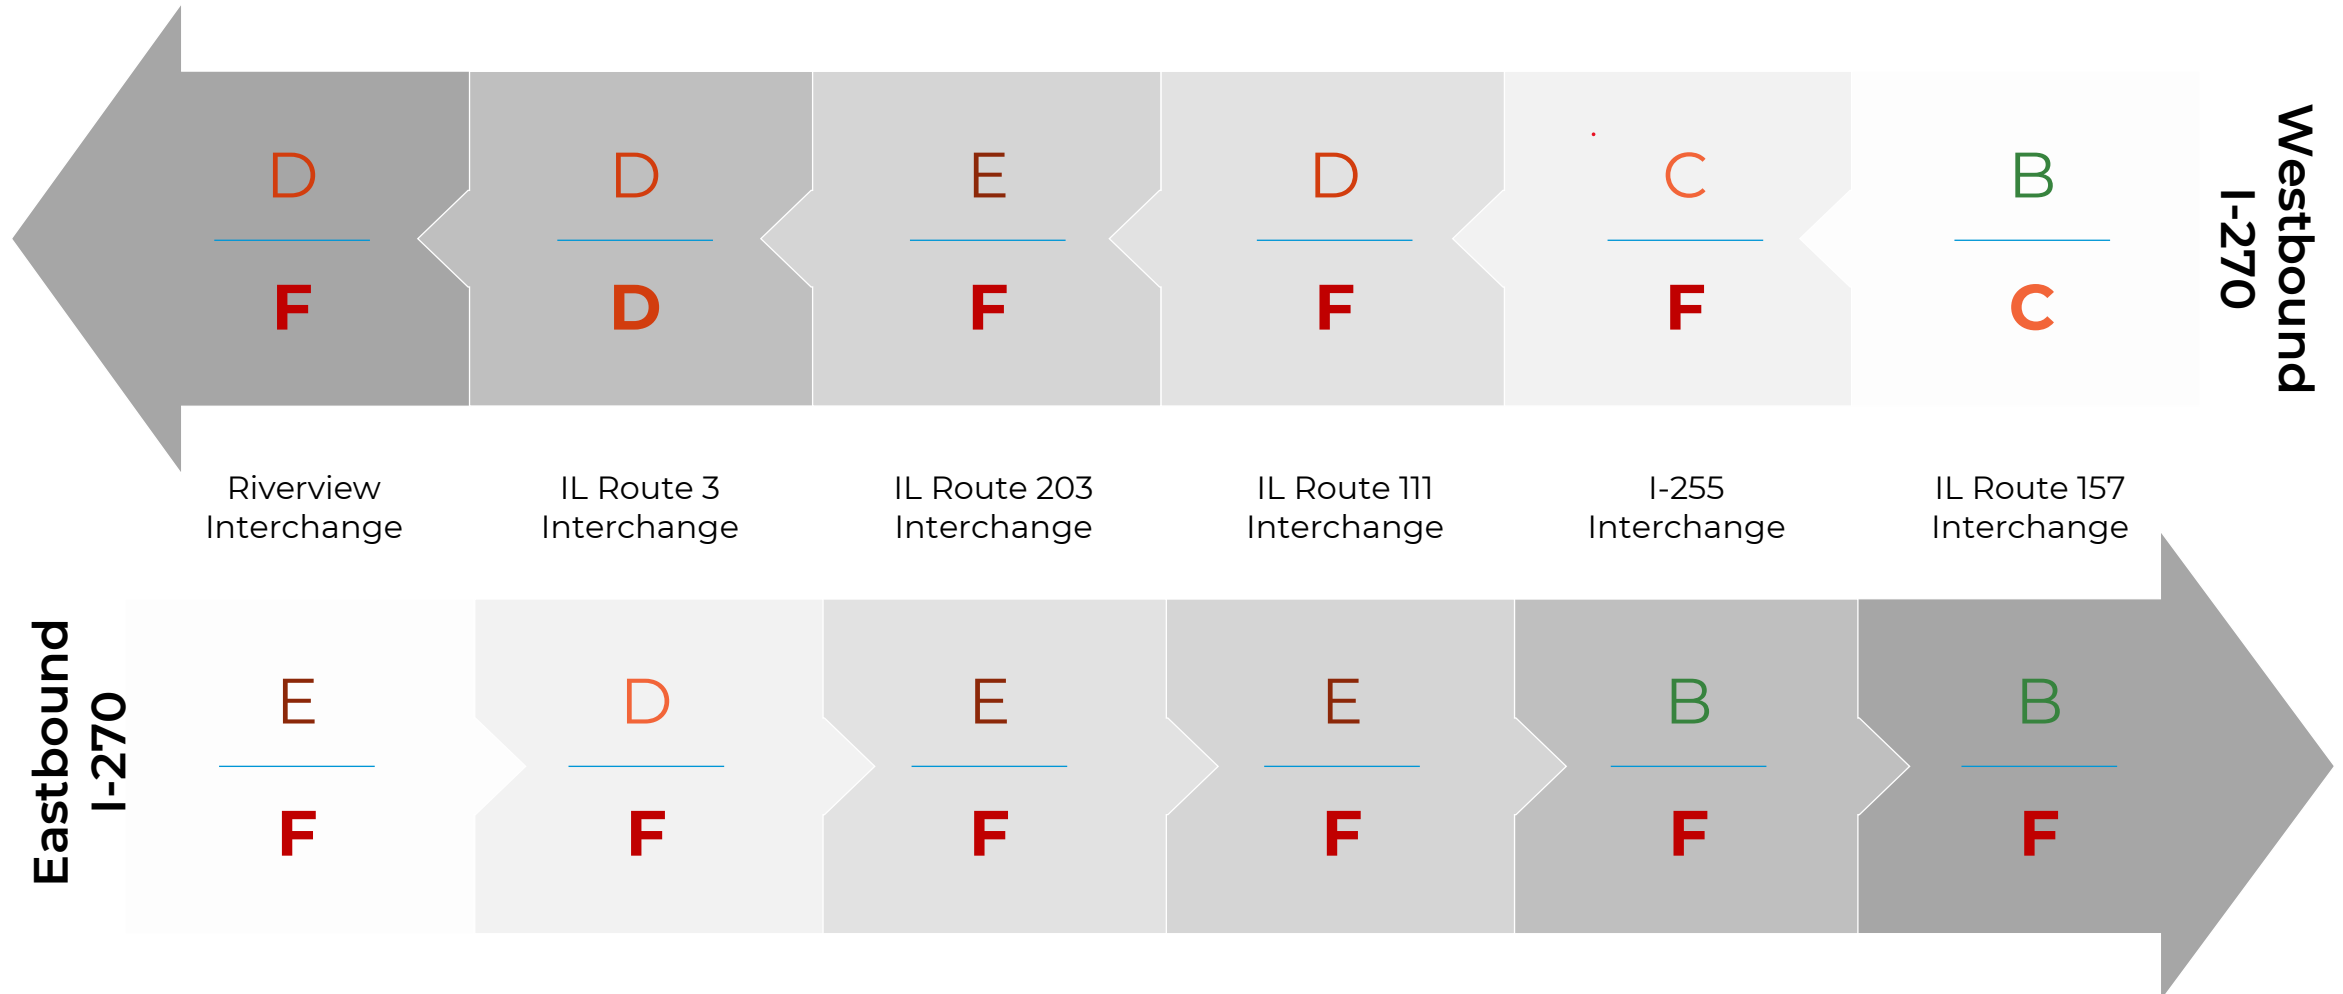 D D E D C B
F D F F F C
Westbound
I-270
Riverview
Interchange
IL Route 3
Interchange
IL Route 203
Interchange
IL Route 111
Interchange
I-255
Interchange
IL Route 157
Interchange
Eastbound
I-270
E D E E B B
F F F F F F